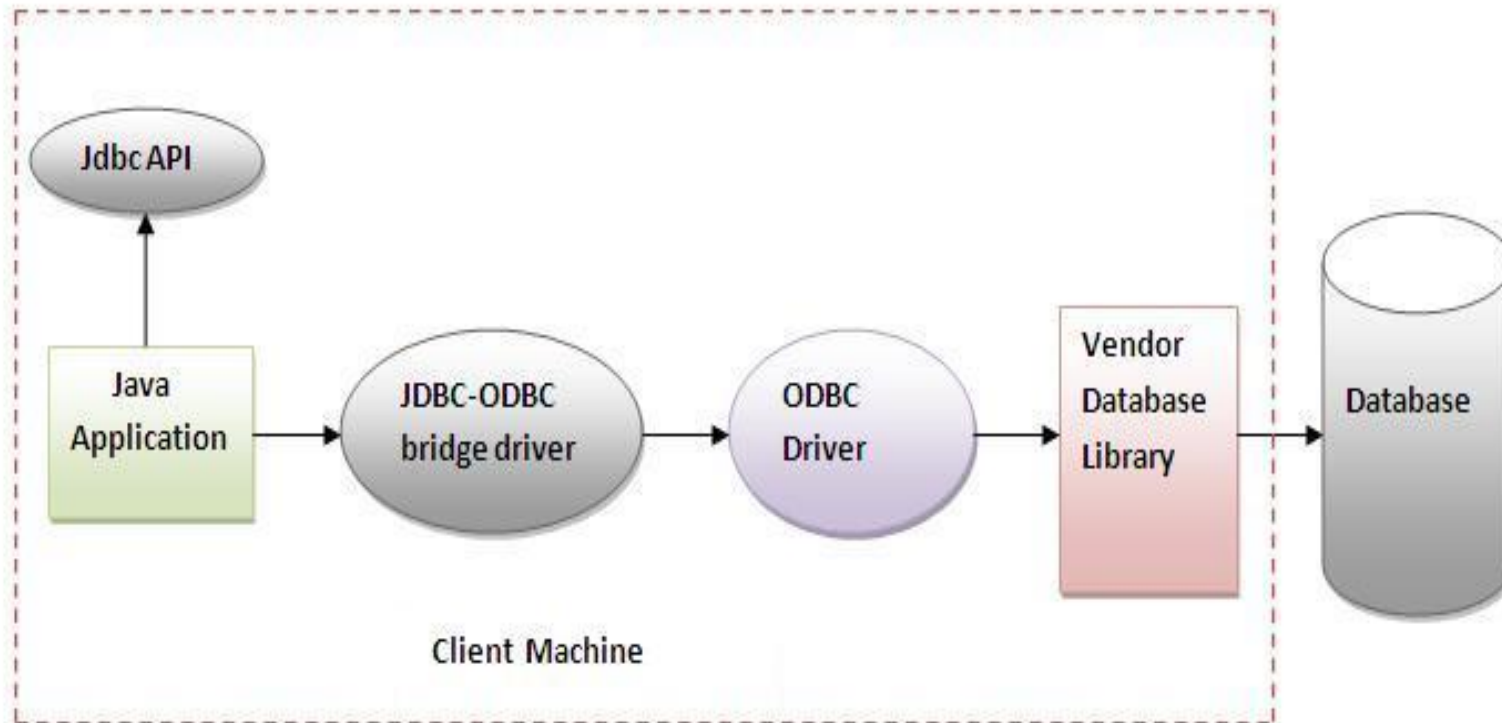 Jdbc API
Java
Application
JDBC-ODBC
bridge driver
ODBC
Driver
Vendor
Database
Library
Database
Client Machine